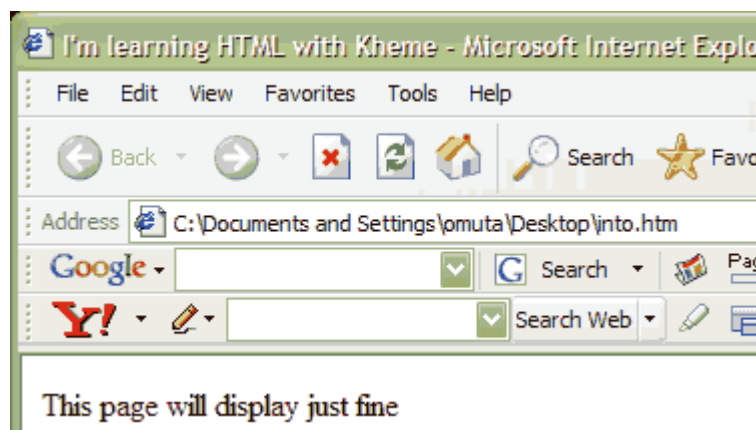 I'm learning HTML with Kheme - Microsoft Internet Explo
File Edit View Favorites Tools Help
Back Search Favo
Address C:\Documents and Settings\omuta\Desktop\into.htm
Google G Search Pag
Y! Search Web
This page will display just fine